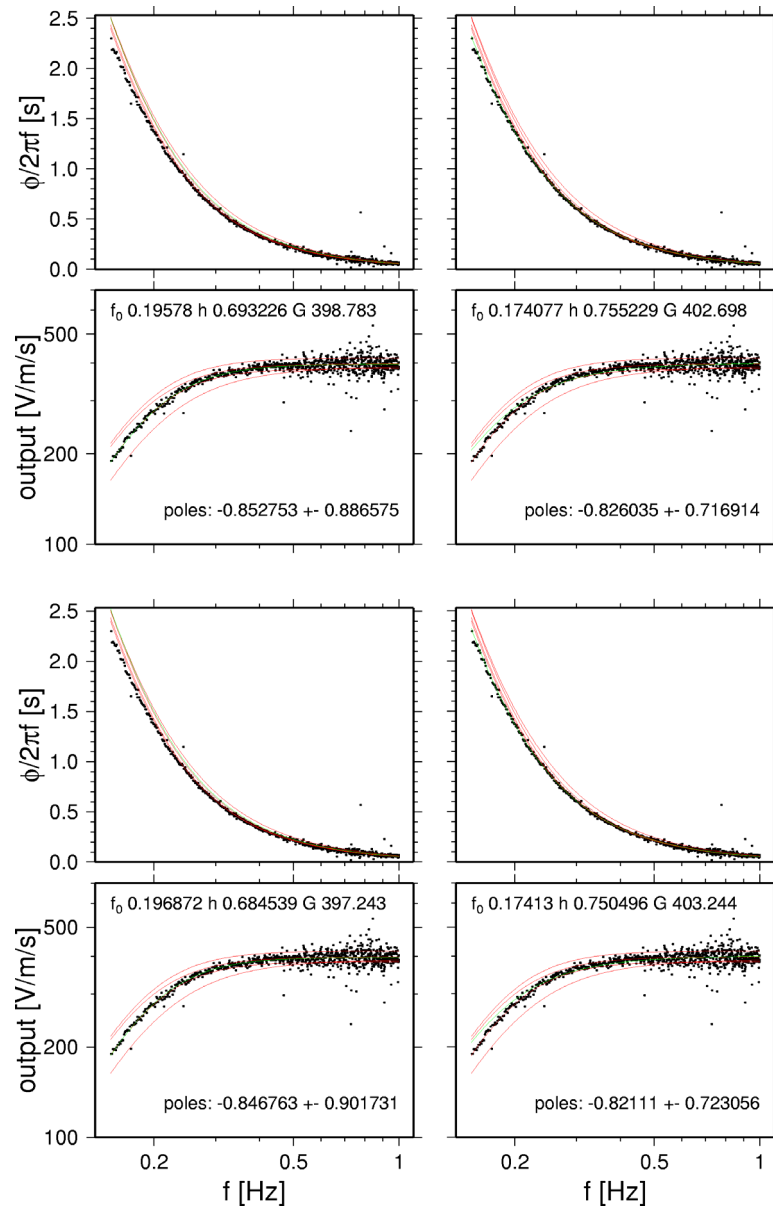 2.5
2.0
1.5
1.0
0.5
0.0
ϕ/2πf [s]
f₀ 0.19578 h 0.693226 G 398.783
f₀ 0.174077 h 0.755229 G 402.698
500
200
100
output [V/m/s]
poles: -0.852753 +- 0.886575
poles: -0.826035 +- 0.716914
2.5
2.0
1.5
1.0
0.5
0.0
ϕ/2πf [s]
f₀ 0.196872 h 0.684539 G 397.243
f₀ 0.17413 h 0.750496 G 403.244
500
200
100
output [V/m/s]
poles: -0.846763 +- 0.901731
poles: -0.82111 +- 0.723056
0.2 0.5 1
0.2 0.5 1
f [Hz]
f [Hz]